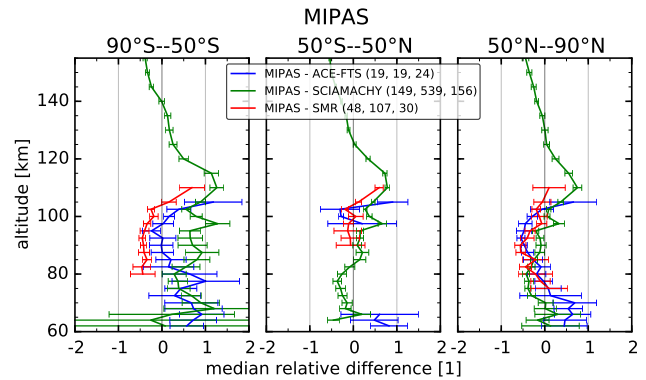 MIPAS
90°S--50°S 50°S--50°N 50°N--90°N
MIPAS - ACE-FTS (19, 19, 24)
MIPAS - SCIAMACHY (149, 539, 156)
MIPAS - SMR (48, 107, 30)
altitude [km]
140
120
100
80
60
-2 -1 0 1 2 -2 -1 0 1 2 -2 -1 0 1 2
median relative difference [1]